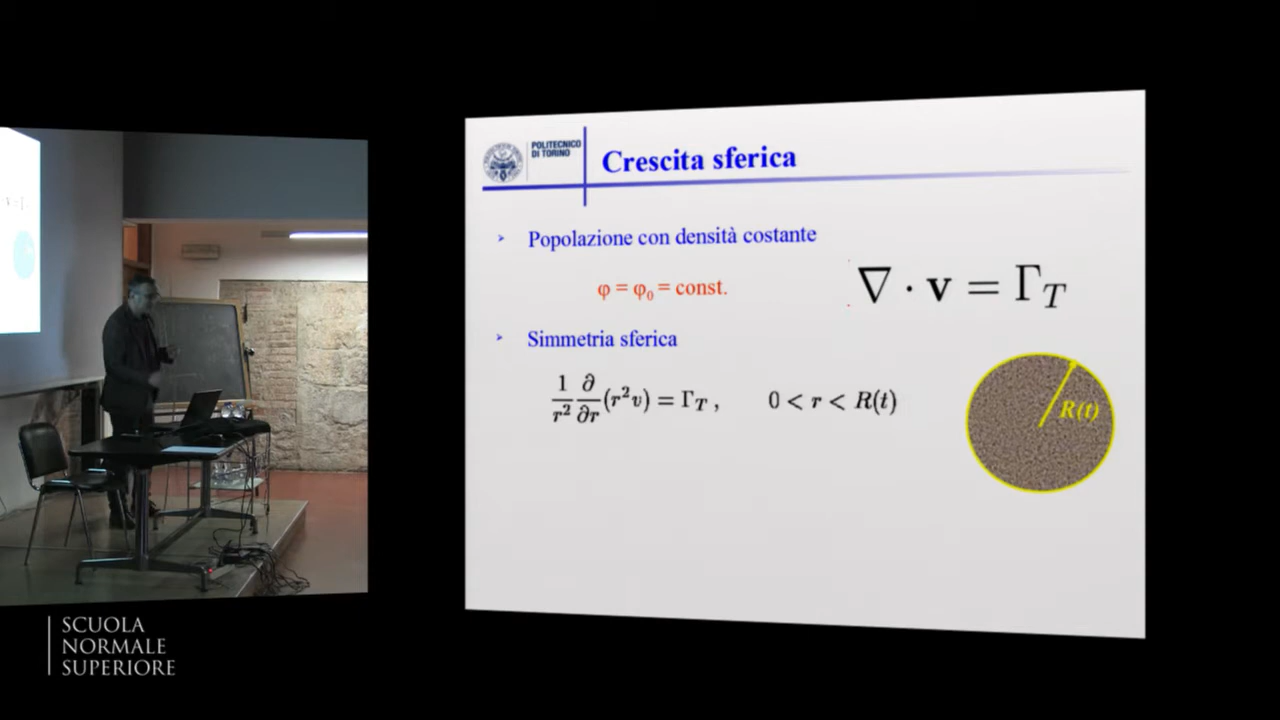 POLITECNICO
DI TORINO
Crescita sferica
➢ Popolazione con densità costante
φ = φ₀ = const.
∇ · v = Γ_T
➢ Simmetria sferica
1/r² ∂/∂r (r²v) = Γ_T , 0 < r < R(t)
R(t)
SCUOLA
NORMALE
SUPERIORE